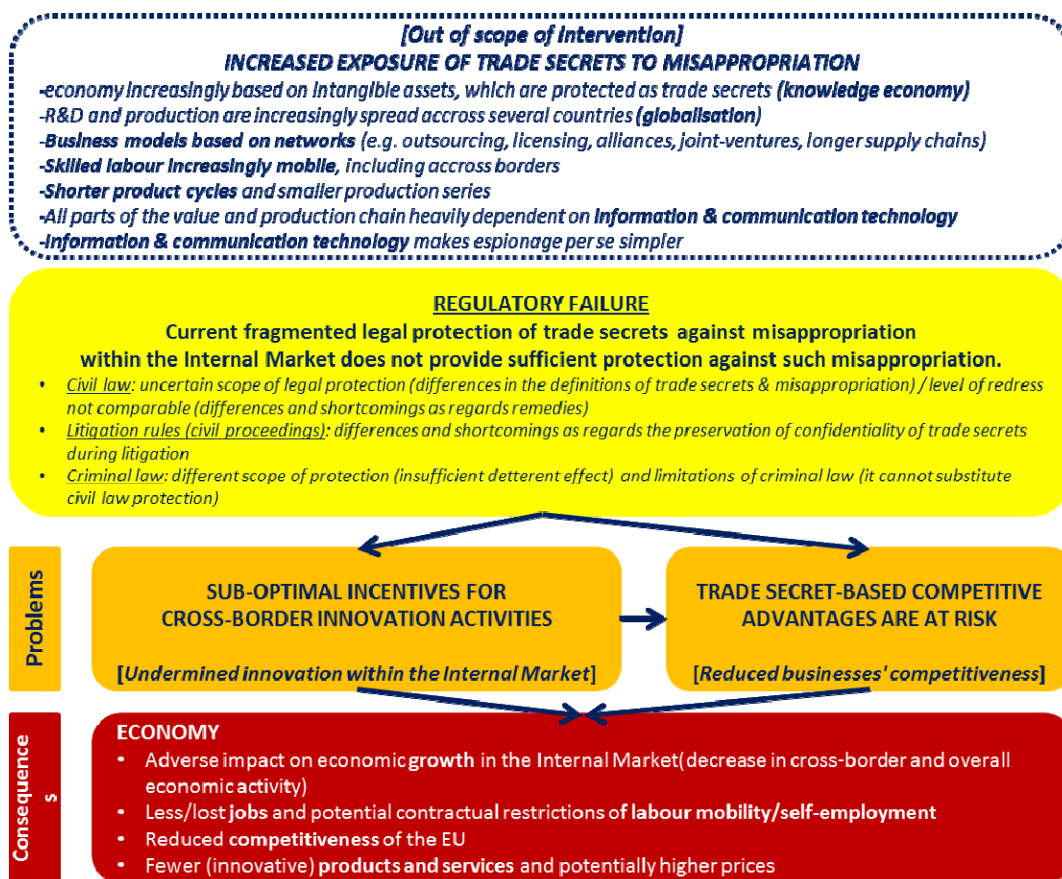 [Out of scope of intervention]
INCREASED EXPOSURE OF TRADE SECRETS TO MISAPPROPRIATION
-economy increasingly based on intangible assets, which are protected as trade secrets (knowledge economy)
-R&D and production are increasingly spread accross several countries (globalisation)
-Business models based on networks (e.g. outsourcing, licensing, alliances, joint-ventures, longer supply chains)
-Skilled labour increasingly mobile, including accross borders
-Shorter product cycles and smaller production series
-All parts of the value and production chain heavily dependent on information & communication technology
-Information & communication technology makes espionage per se simpler
REGULATORY FAILURE
Current fragmented legal protection of trade secrets against misappropriation
within the Internal Market does not provide sufficient protection against such misappropriation.
• Civil law: uncertain scope of legal protection (differences in the definitions of trade secrets & misappropriation) / level of redress
not comparable (differences and shortcomings as regards remedies)
• Litigation rules (civil proceedings): differences and shortcomings as regards the preservation of confidentiality of trade secrets
during litigation
• Criminal law: different scope of protection (insufficient detterent effect) and limitations of criminal law (it cannot substitute
civil law protection)
Problems
SUB-OPTIMAL INCENTIVES FOR
CROSS-BORDER INNOVATION ACTIVITIES
[Undermined innovation within the Internal Market]
TRADE SECRET-BASED COMPETITIVE
ADVANTAGES ARE AT RISK
[Reduced businesses' competitiveness]
Consequence
s
ECONOMY
• Adverse impact on economic growth in the Internal Market(decrease in cross-border and overall
economic activity)
• Less/lost jobs and potential contractual restrictions of labour mobility/self-employment
• Reduced competitiveness of the EU
• Fewer (innovative) products and services and potentially higher prices